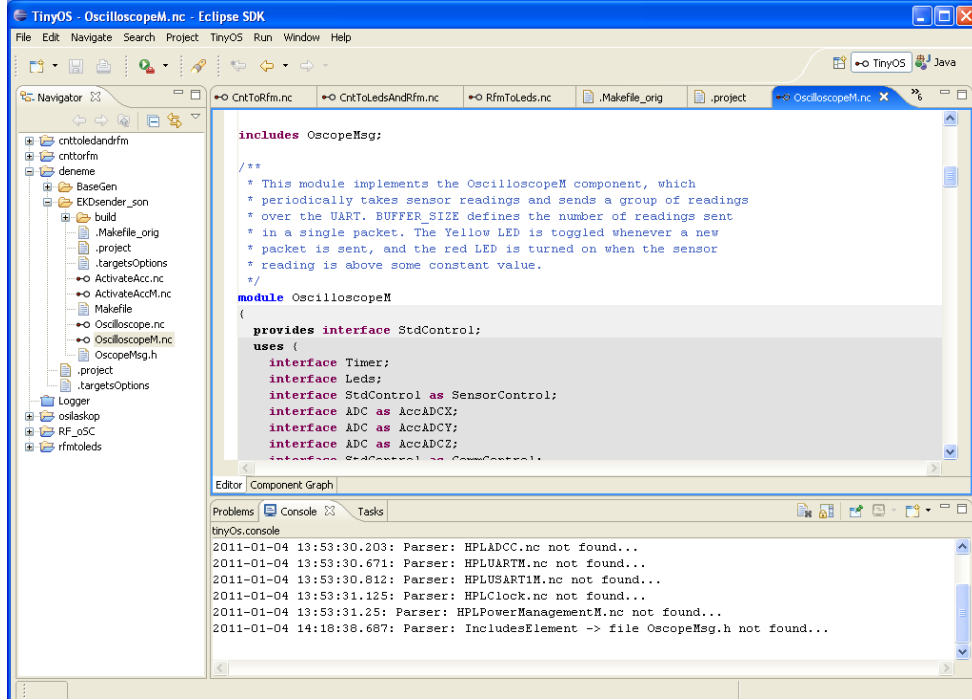 TinyOS - OscilloscopeM.nc - Eclipse SDK
File Edit Navigate Search Project TinyOS Run Window Help
TinyOS Java
Navigator
CntToRfm.nc CntToLedsAndRfm.nc RfmToLeds.nc .Makefile_orig .project OscilloscopeM.nc »6
cnttoledandrfm
cnttorfm
deneme
BaseGen
EKDsender_son
build
.Makefile_orig
.project
.targetsOptions
ActivateAcc.nc
ActivateAccM.nc
Makefile
Oscilloscope.nc
OscilloscopeM.nc
OscopeMsg.h
.project
.targetsOptions
Logger
osilaskop
RF_oSC
rfmtoleds
includes OscopeMsg;
/**
* This module implements the OscilloscopeM component, which
* periodically takes sensor readings and sends a group of readings
* over the UART. BUFFER_SIZE defines the number of readings sent
* in a single packet. The Yellow LED is toggled whenever a new
* packet is sent, and the red LED is turned on when the sensor
* reading is above some constant value.
*/
module OscilloscopeM
{
provides interface StdControl;
uses {
interface Timer;
interface Leds;
interface StdControl as SensorControl;
interface ADC as AccADCX;
interface ADC as AccADCY;
interface ADC as AccADCZ;
interface StdControl as CommControl;
Editor Component Graph
Problems Console Tasks
tinyOs.console
2011-01-04 13:53:30.203: Parser: HPLADCC.nc not found...
2011-01-04 13:53:30.671: Parser: HPLUARTM.nc not found...
2011-01-04 13:53:30.812: Parser: HPLUSART1M.nc not found...
2011-01-04 13:53:31.125: Parser: HPLClock.nc not found...
2011-01-04 13:53:31.25: Parser: HPLPowerManagementM.nc not found...
2011-01-04 14:18:38.687: Parser: IncludesElement -> file OscopeMsg.h not found...